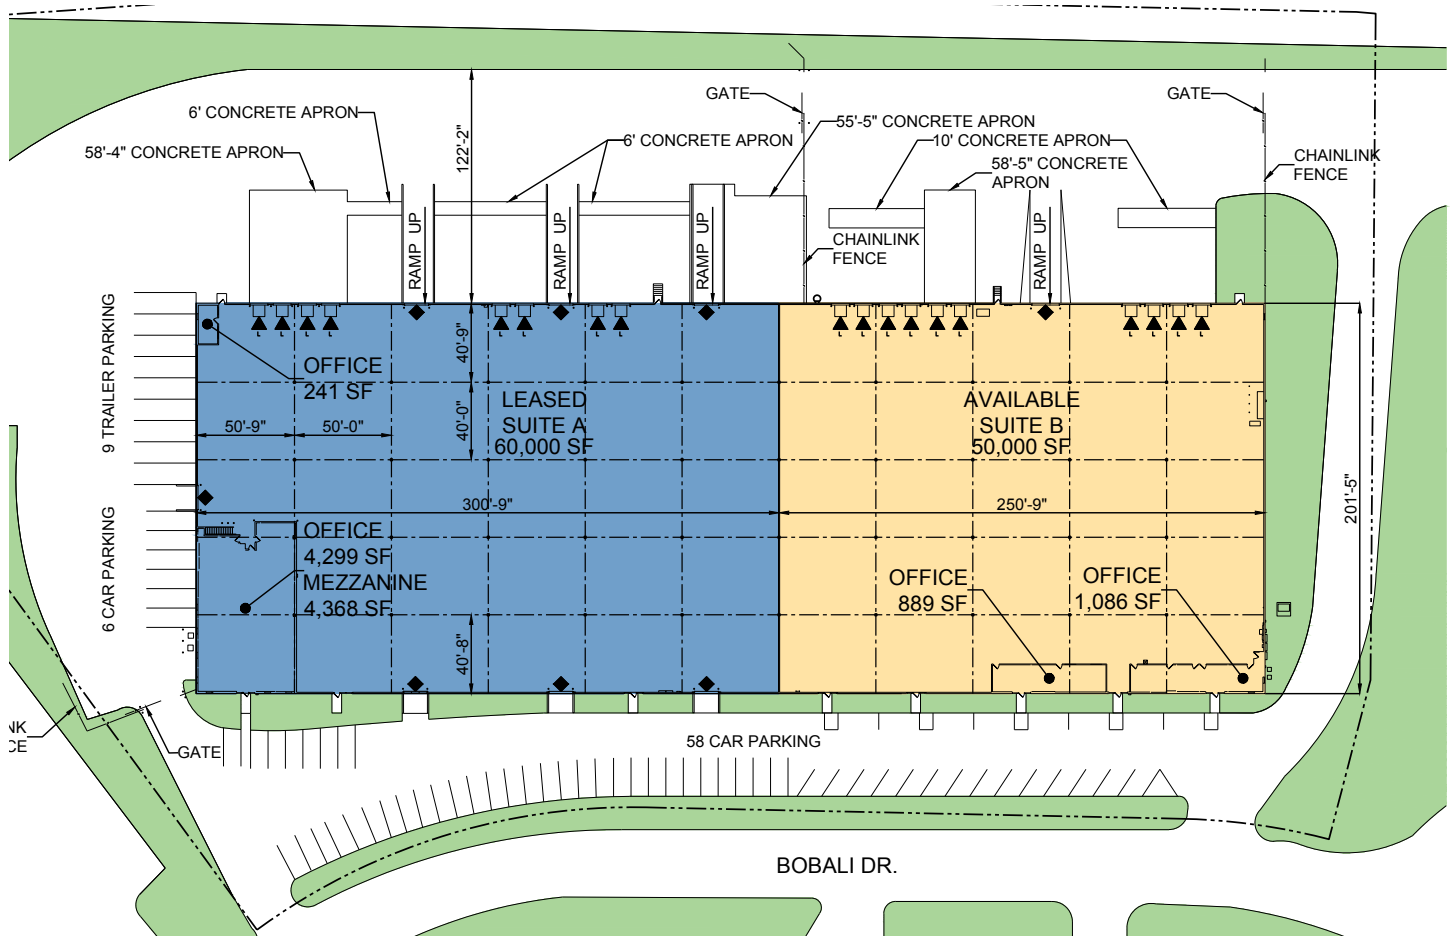 GATE
GATE
6' CONCRETE APRON
55'-5" CONCRETE APRON
58'-4" CONCRETE APRON
6' CONCRETE APRON
10' CONCRETE APRON
58'-5" CONCRETE
APRON
CHAINLINK
FENCE
122'-2"
RAMP UP
RAMP UP
RAMP UP
RAMP UP
CHAINLINK
FENCE
9 TRAILER PARKING
OFFICE
241 SF
40'-9"
40'-0"
50'-9"
50'-0"
LEASED
SUITE A
60,000 SF
AVAILABLE
SUITE B
50,000 SF
300'-9"
250'-9"
201'-5"
6 CAR PARKING
OFFICE
4,299 SF
MEZZANINE
4,368 SF
40'-8"
OFFICE
889 SF
OFFICE
1,086 SF
NK
CE
GATE
58 CAR PARKING
BOBALI DR.